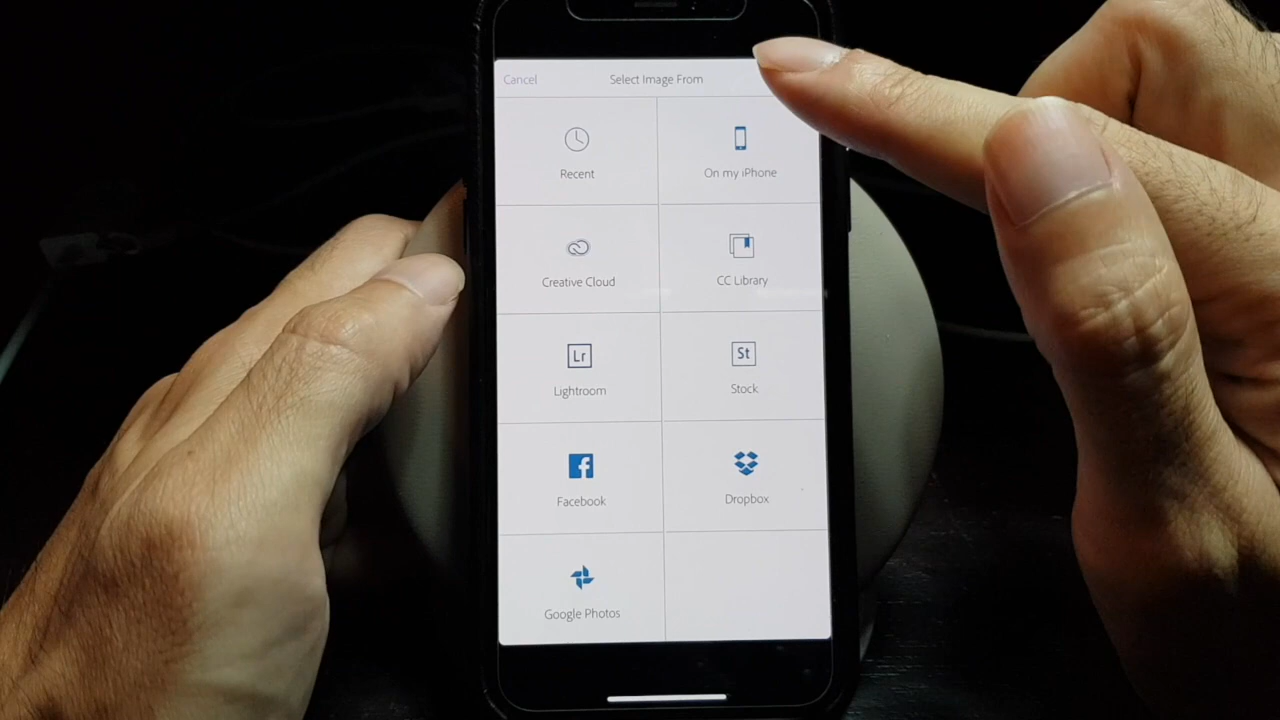 Cancel
Select Image From
Recent
On my iPhone
Creative Cloud
CC Library
Lr
St
Lightroom
Stock
Facebook
Dropbox
Google Photos